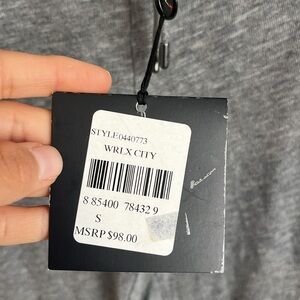 STYLE0440773
WRLX CITY
8 85400 78432 9
S
MSRP $98.00